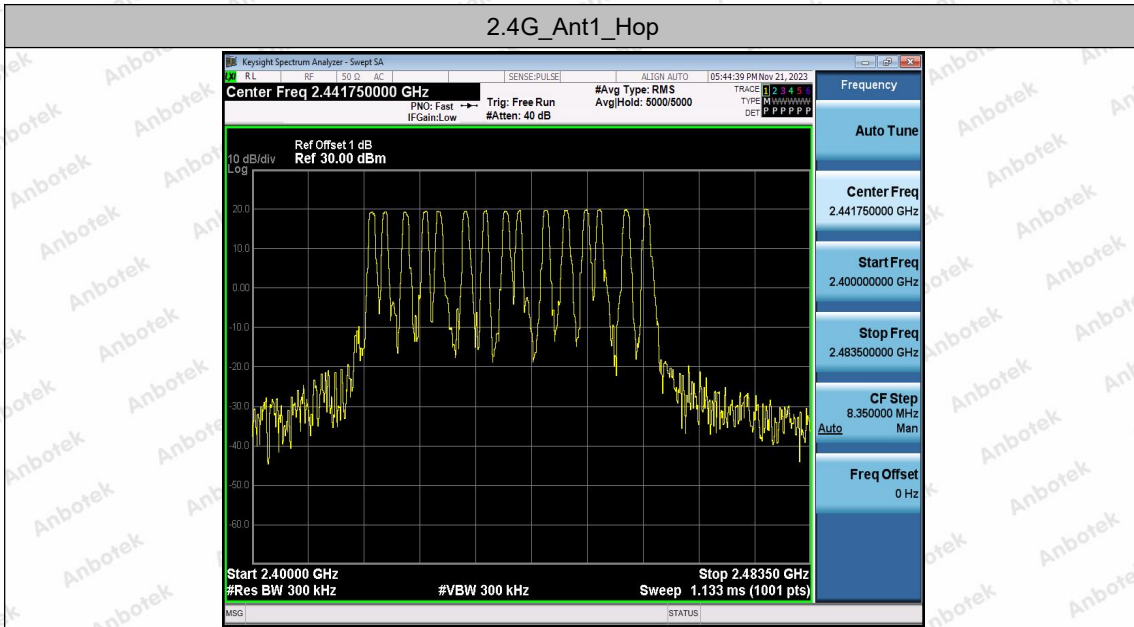 2.4G_Ant1_Hop
Keysight Spectrum Analyzer - Swept SA
RL RF 50 Ω AC SENSE:PULSE ALIGN AUTO 05:44:39 PM Nov 21, 2023
Center Freq 2.441750000 GHz
PNO: Fast
IFGain:Low
Trig: Free Run
#Atten: 40 dB
#Avg Type: RMS
Avg|Hold: 5000/5000
TRACE 1 2 3 4 5 6
TYPE M W W W W W
DET P P P P P P
Ref Offset 1 dB
10 dB/div Ref 30.00 dBm
Log
20.0
10.0
0.00
-10.0
-20.0
-30.0
-40.0
-50.0
-60.0
Start 2.40000 GHz Stop 2.48350 GHz
#Res BW 300 kHz #VBW 300 kHz Sweep 1.133 ms (1001 pts)
MSG STATUS
Frequency
Auto Tune
Center Freq
2.441750000 GHz
Start Freq
2.400000000 GHz
Stop Freq
2.483500000 GHz
CF Step
8.350000 MHz
Auto Man
Freq Offset
0 Hz
Anbotek